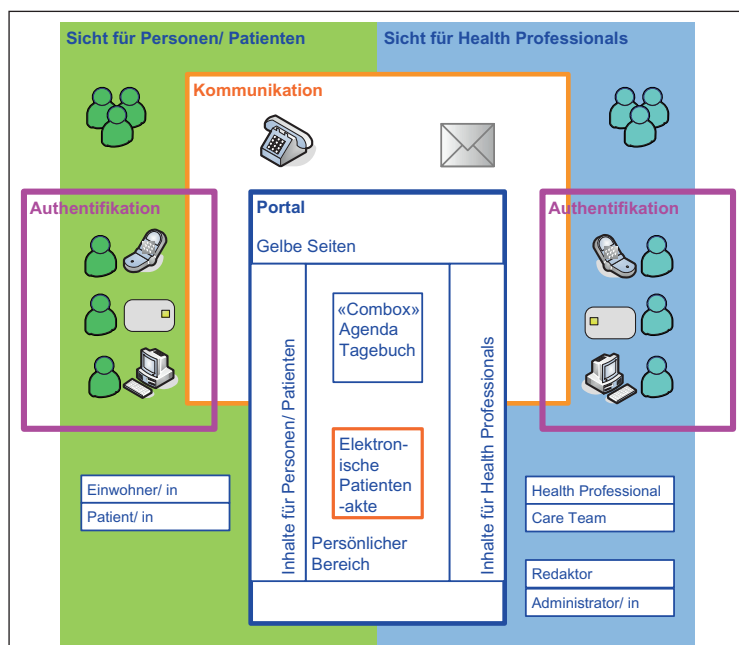 Sicht für Personen/ Patienten
Sicht für Health Professionals
Kommunikation
Authentifikation
Portal
Gelbe Seiten
Authentifikation
Inhalte für Personen/ Patienten
«Combox»
Agenda
Tagebuch
Elektron-
ische
Patienten
-akte
Persönlicher
Bereich
Inhalte für Health Professionals
Einwohner/ in
Patient/ in
Health Professional
Care Team
Redaktor
Administrator/ in